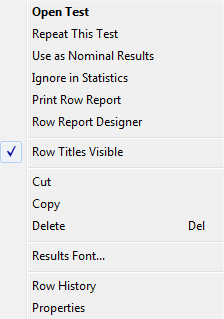 Open Test
Repeat This Test
Use as Nominal Results
Ignore in Statistics
Print Row Report
Row Report Designer
Row Titles Visible
Cut
Copy
Delete Del
Results Font...
Row History
Properties